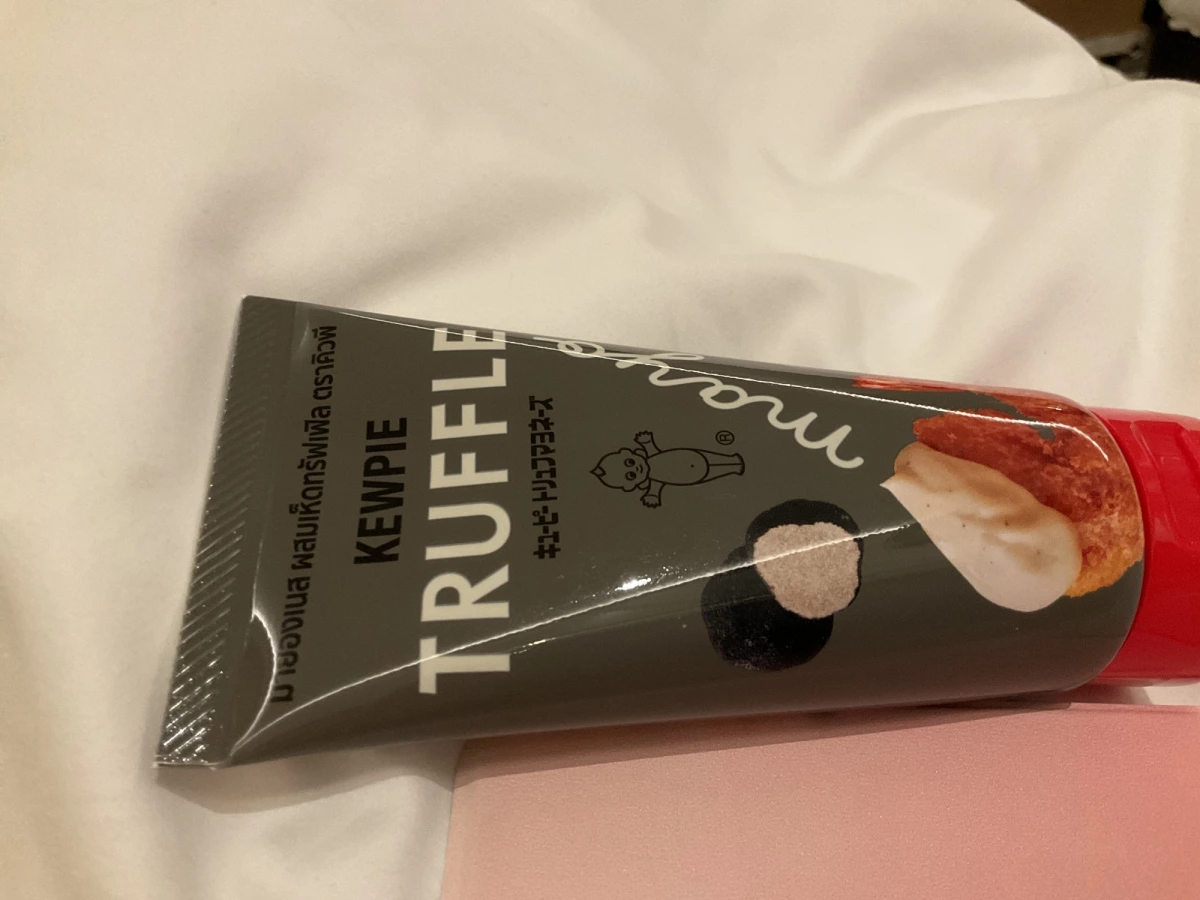 มายองเนส ผสมเห็ดทรัฟเฟิล ตราคิวพี
KEWPIE
TRUFFLE
キューピー トリュフマヨネーズ
®
mayo